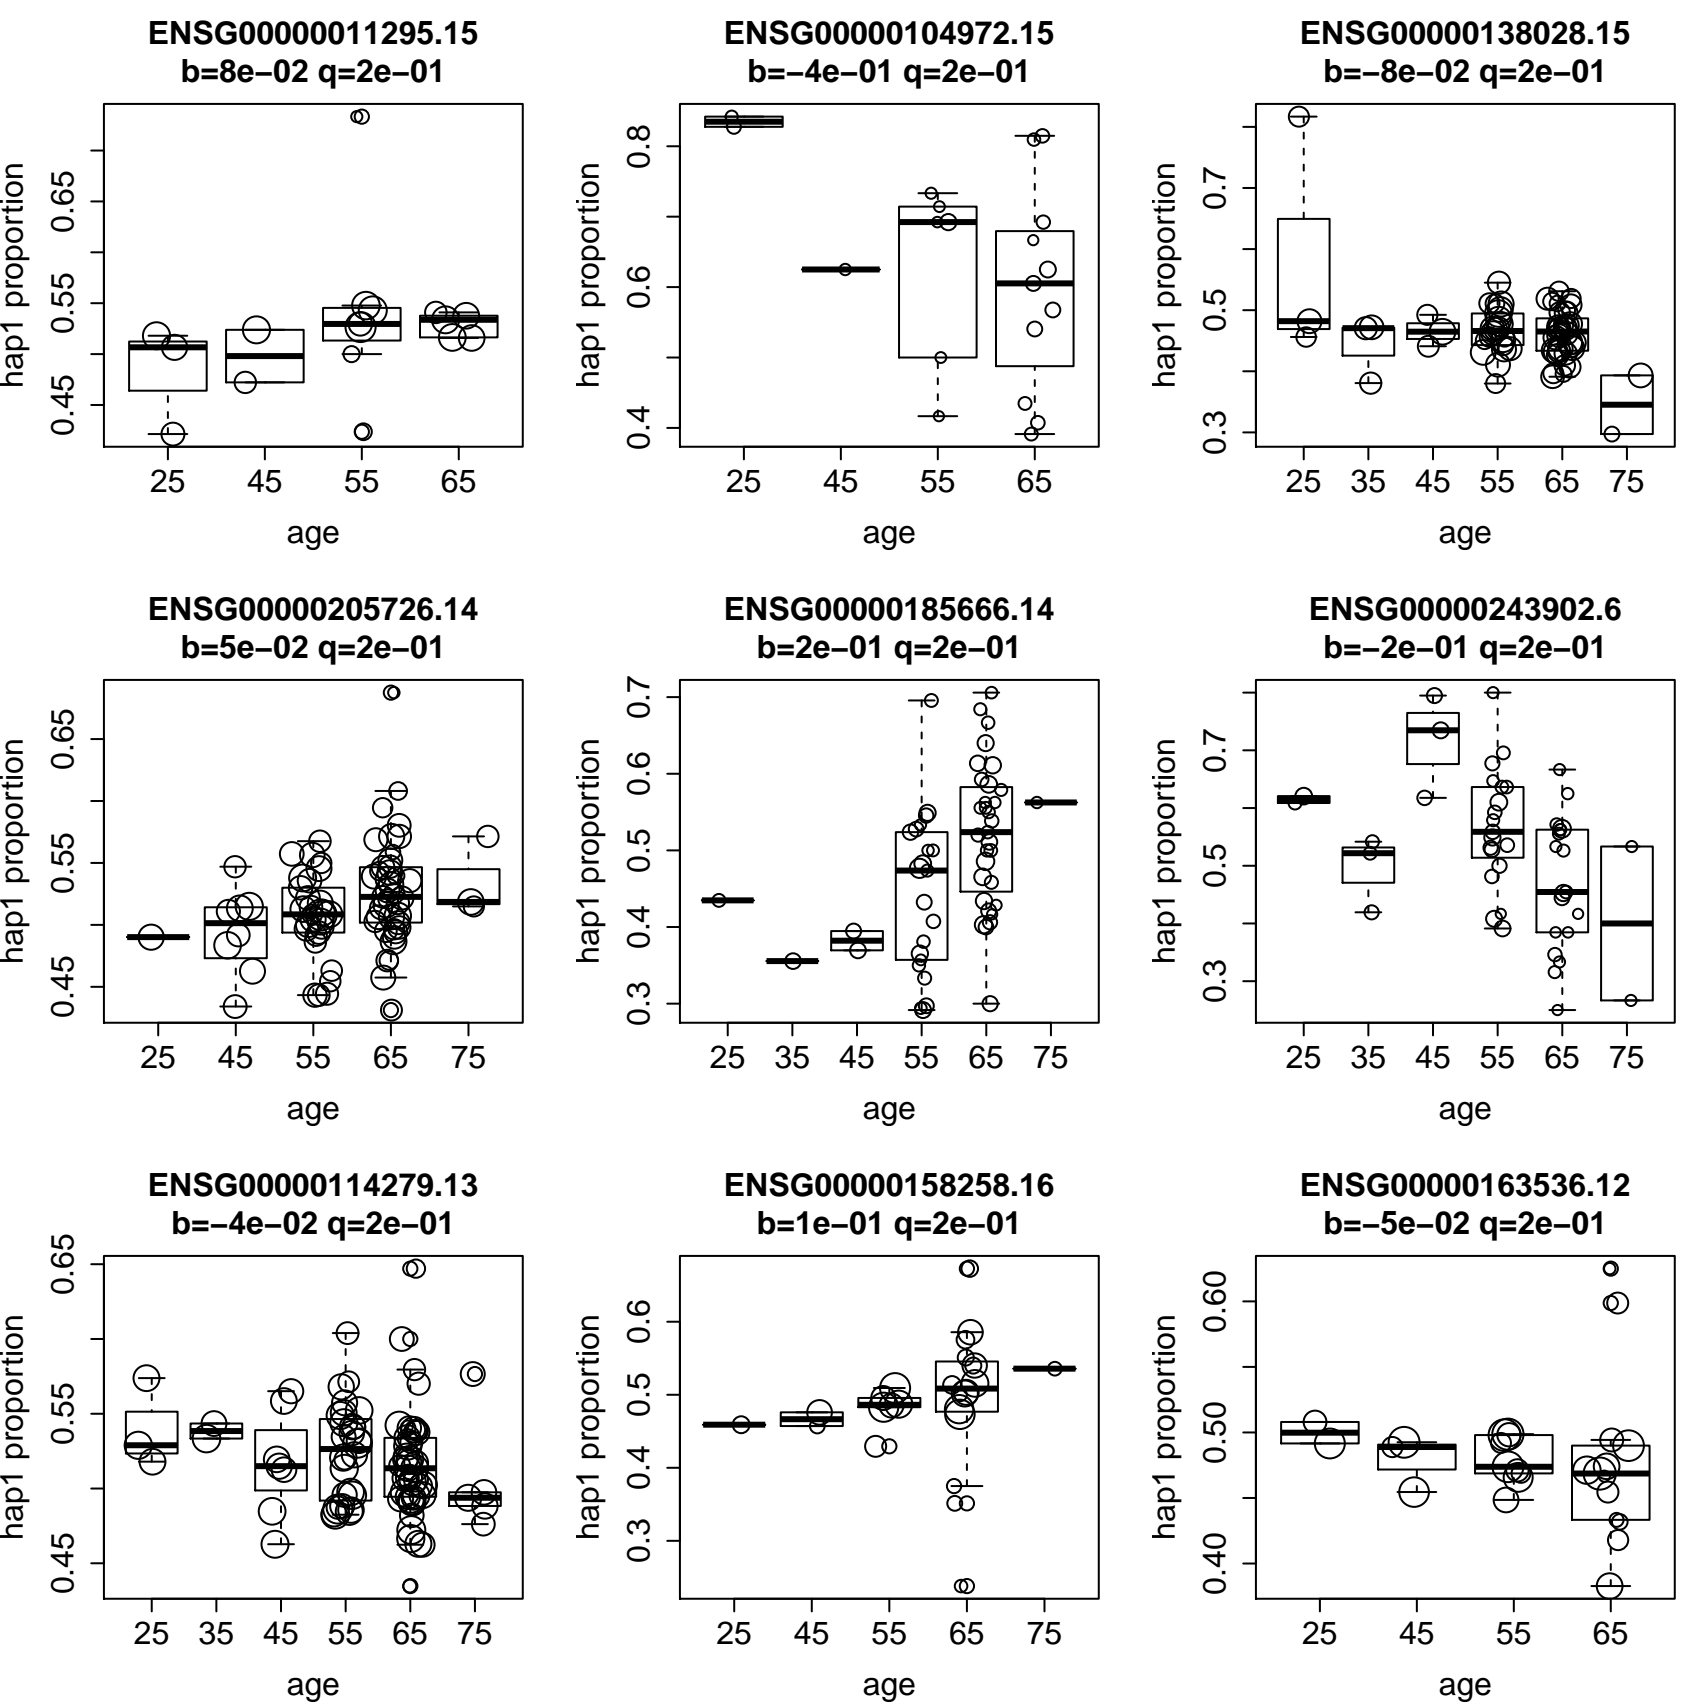 ENSG00000011295.15
b=8e−02 q=2e−01
hap1 proportion
0.45 0.55 0.65
25 45 55 65
age
ENSG00000104972.15
b=−4e−01 q=2e−01
hap1 proportion
0.4 0.6 0.8
25 45 55 65
age
ENSG00000138028.15
b=−8e−02 q=2e−01
hap1 proportion
0.3 0.5 0.7
25 35 45 55 65 75
age
ENSG00000205726.14
b=5e−02 q=2e−01
hap1 proportion
0.45 0.55 0.65
25 45 55 65 75
age
ENSG00000185666.14
b=2e−01 q=2e−01
hap1 proportion
0.3 0.4 0.5 0.6 0.7
25 35 45 55 65 75
age
ENSG00000243902.6
b=−2e−01 q=2e−01
hap1 proportion
0.3 0.5 0.7
25 35 45 55 65 75
age
ENSG00000114279.13
b=−4e−02 q=2e−01
hap1 proportion
0.45 0.55 0.65
25 35 45 55 65 75
age
ENSG00000158258.16
b=1e−01 q=2e−01
hap1 proportion
0.3 0.4 0.5 0.6
25 45 55 65 75
age
ENSG00000163536.12
b=−5e−02 q=2e−01
hap1 proportion
0.40 0.50 0.60
25 45 55 65
age